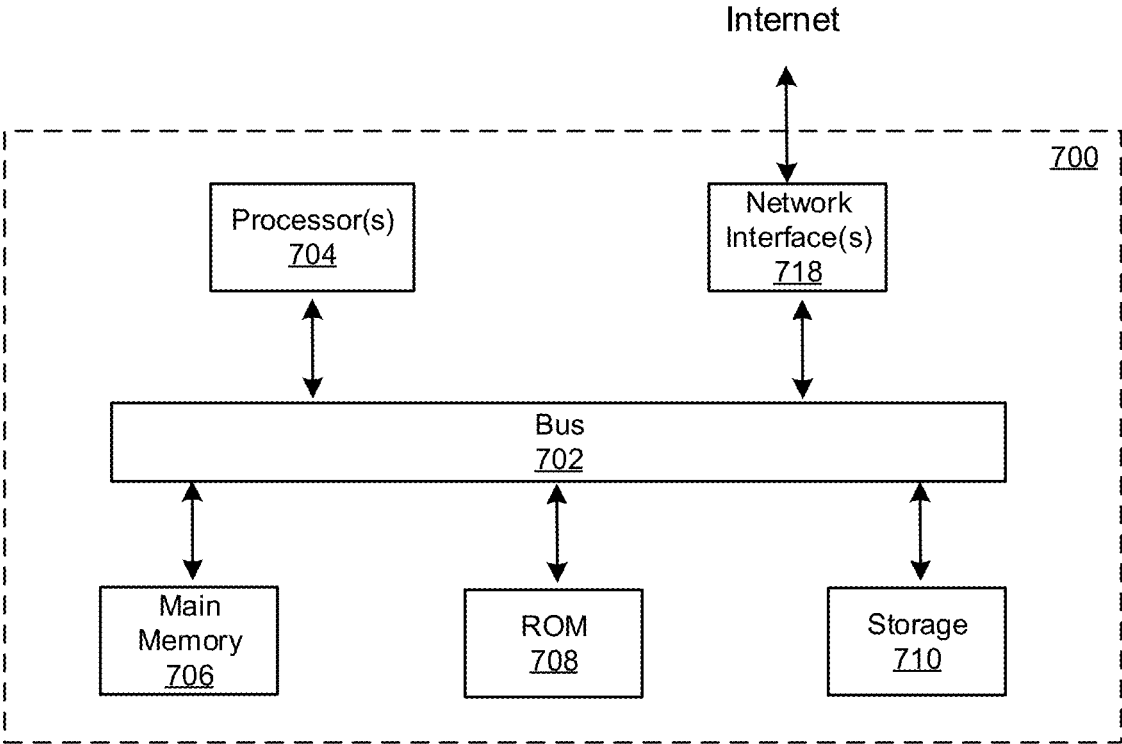 Internet
700
Processor(s)
704
Network
Interface(s)
718
Bus
702
Main
Memory
706
ROM
708
Storage
710